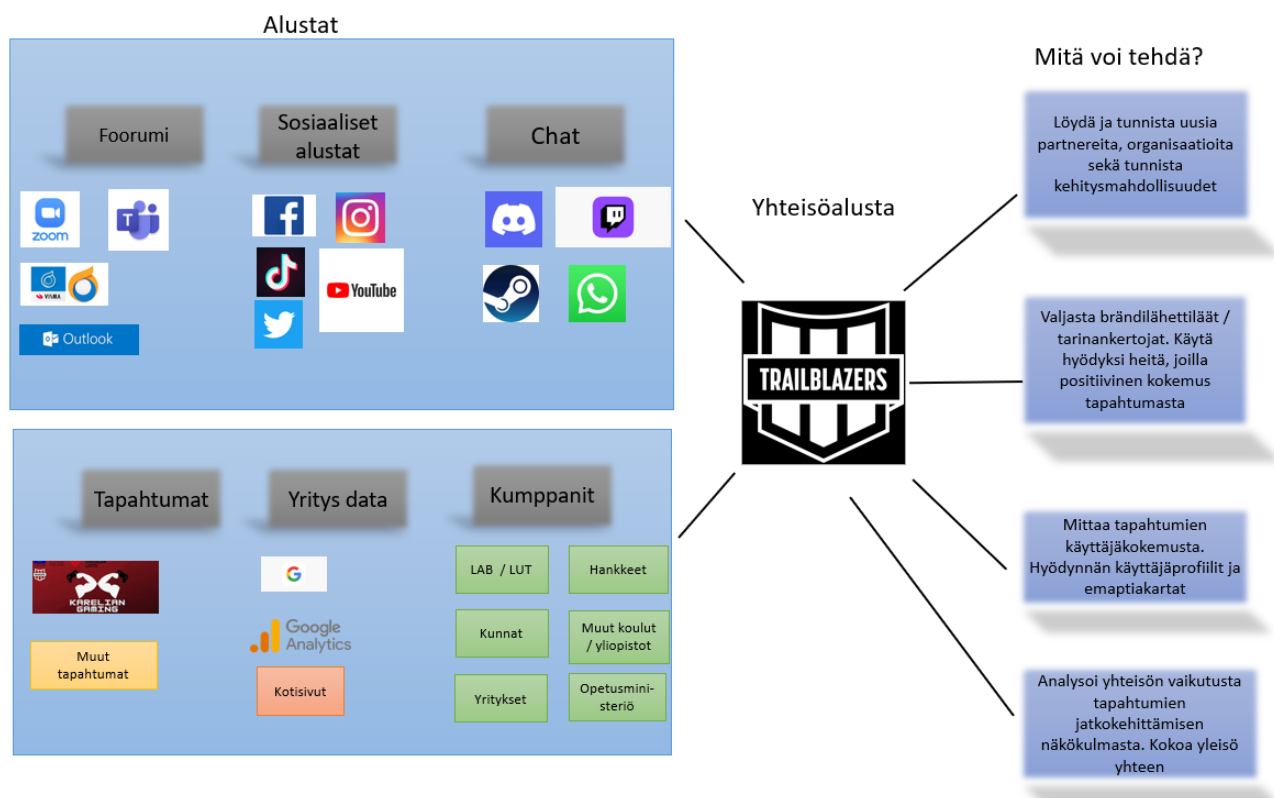 Alustat
Foorumi
Sosiaaliset
alustat
Chat
zoom
T
VISMA
Outlook
YouTube
Tapahtumat
Yritys data
Kumppanit
KARELIAN
GAMING
Muut
tapahtumat
G
Google
Analytics
Kotisivut
LAB / LUT
Hankkeet
Kunnat
Muut koulut
/ yliopistot
Yritykset
Opetusmini-
steriö
Yhteisöalusta
TRAILBLAZERS
Mitä voi tehdä?
Löydä ja tunnista uusia
partnereita, organisaatioita
sekä tunnista
kehitysmahdollisuudet
Valjasta brändilähettiläät /
tarinankertojat. Käytä
hyödyksi heitä, joilla
positiivinen kokemus
tapahtumasta
Mittaa tapahtumien
käyttäjäkokemusta.
Hyödynnän käyttäjäprofiilit ja
emaptiakartat
Analysoi yhteisön vaikutusta
tapahtumien
jatkokehittämisen
näkökulmasta. Kokoa yleisö
yhteen